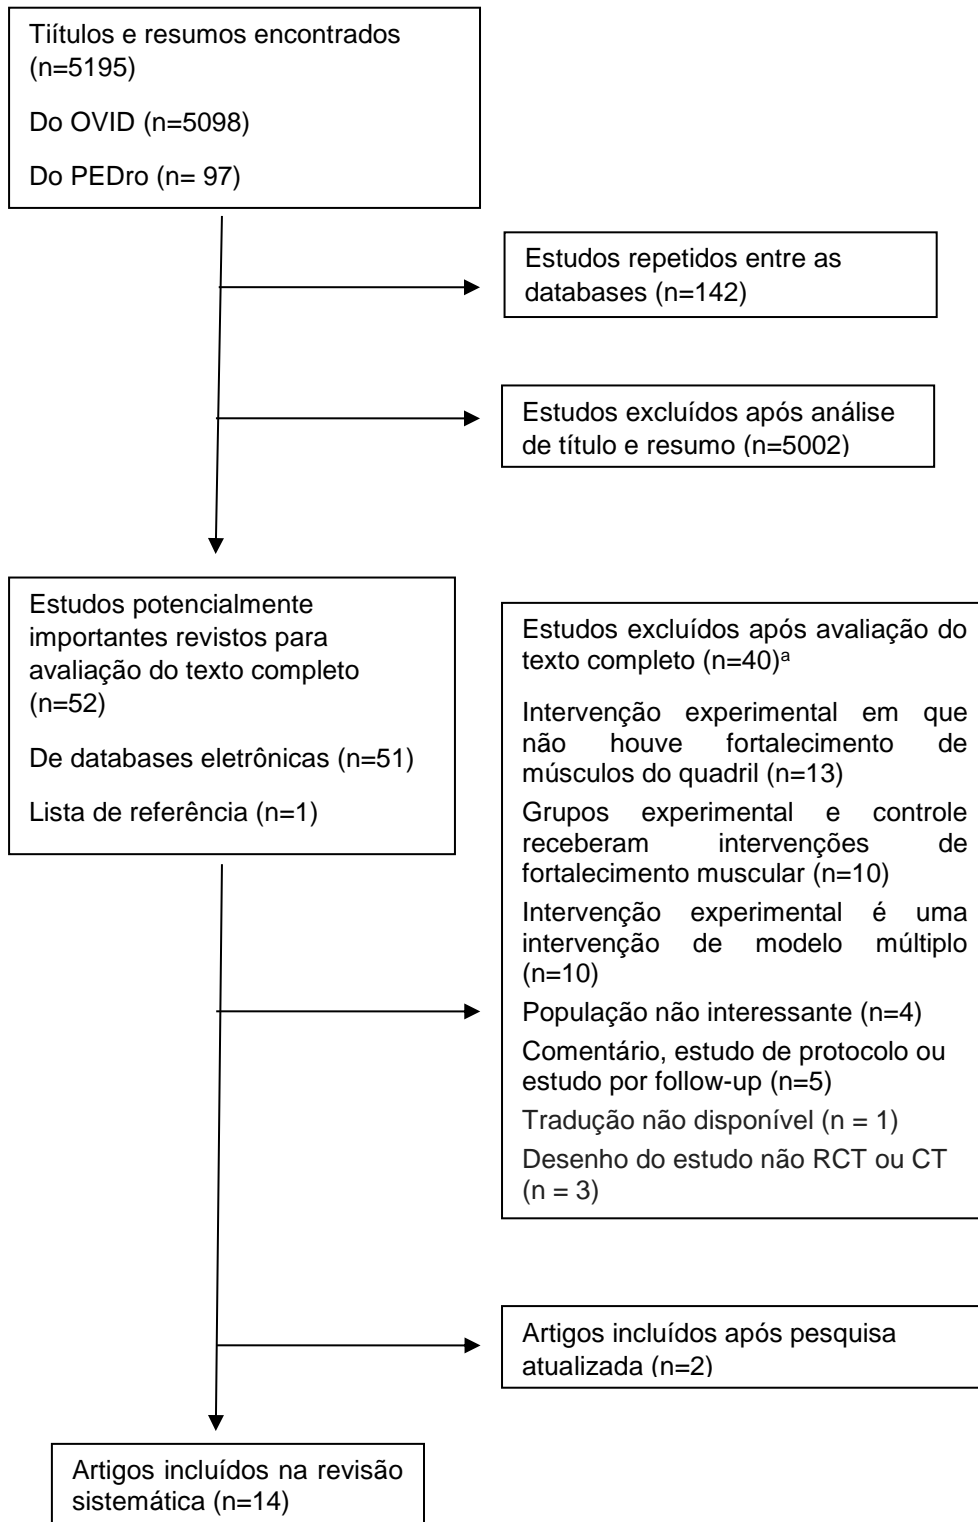 Tiítulos e resumos encontrados
(n=5195)
Do OVID (n=5098)
Do PEDro (n= 97)
Estudos repetidos entre as
databases (n=142)
Estudos excluídos após análise
de título e resumo (n=5002)
Estudos potencialmente
importantes revistos para
avaliação do texto completo
(n=52)
De databases eletrônicas (n=51)
Lista de referência (n=1)
Estudos excluídos após avaliação do
texto completo (n=40)ª
Intervenção experimental em que
não houve fortalecimento de
músculos do quadril (n=13)
Grupos experimental e controle
receberam intervenções de
fortalecimento muscular (n=10)
Intervenção experimental é uma
intervenção de modelo múltiplo
(n=10)
População não interessante (n=4)
Comentário, estudo de protocolo ou
estudo por follow-up (n=5)
Tradução não disponível (n = 1)
Desenho do estudo não RCT ou CT
(n = 3)
Artigos incluídos após pesquisa
atualizada (n=2)
Artigos incluídos na revisão
sistemática (n=14)